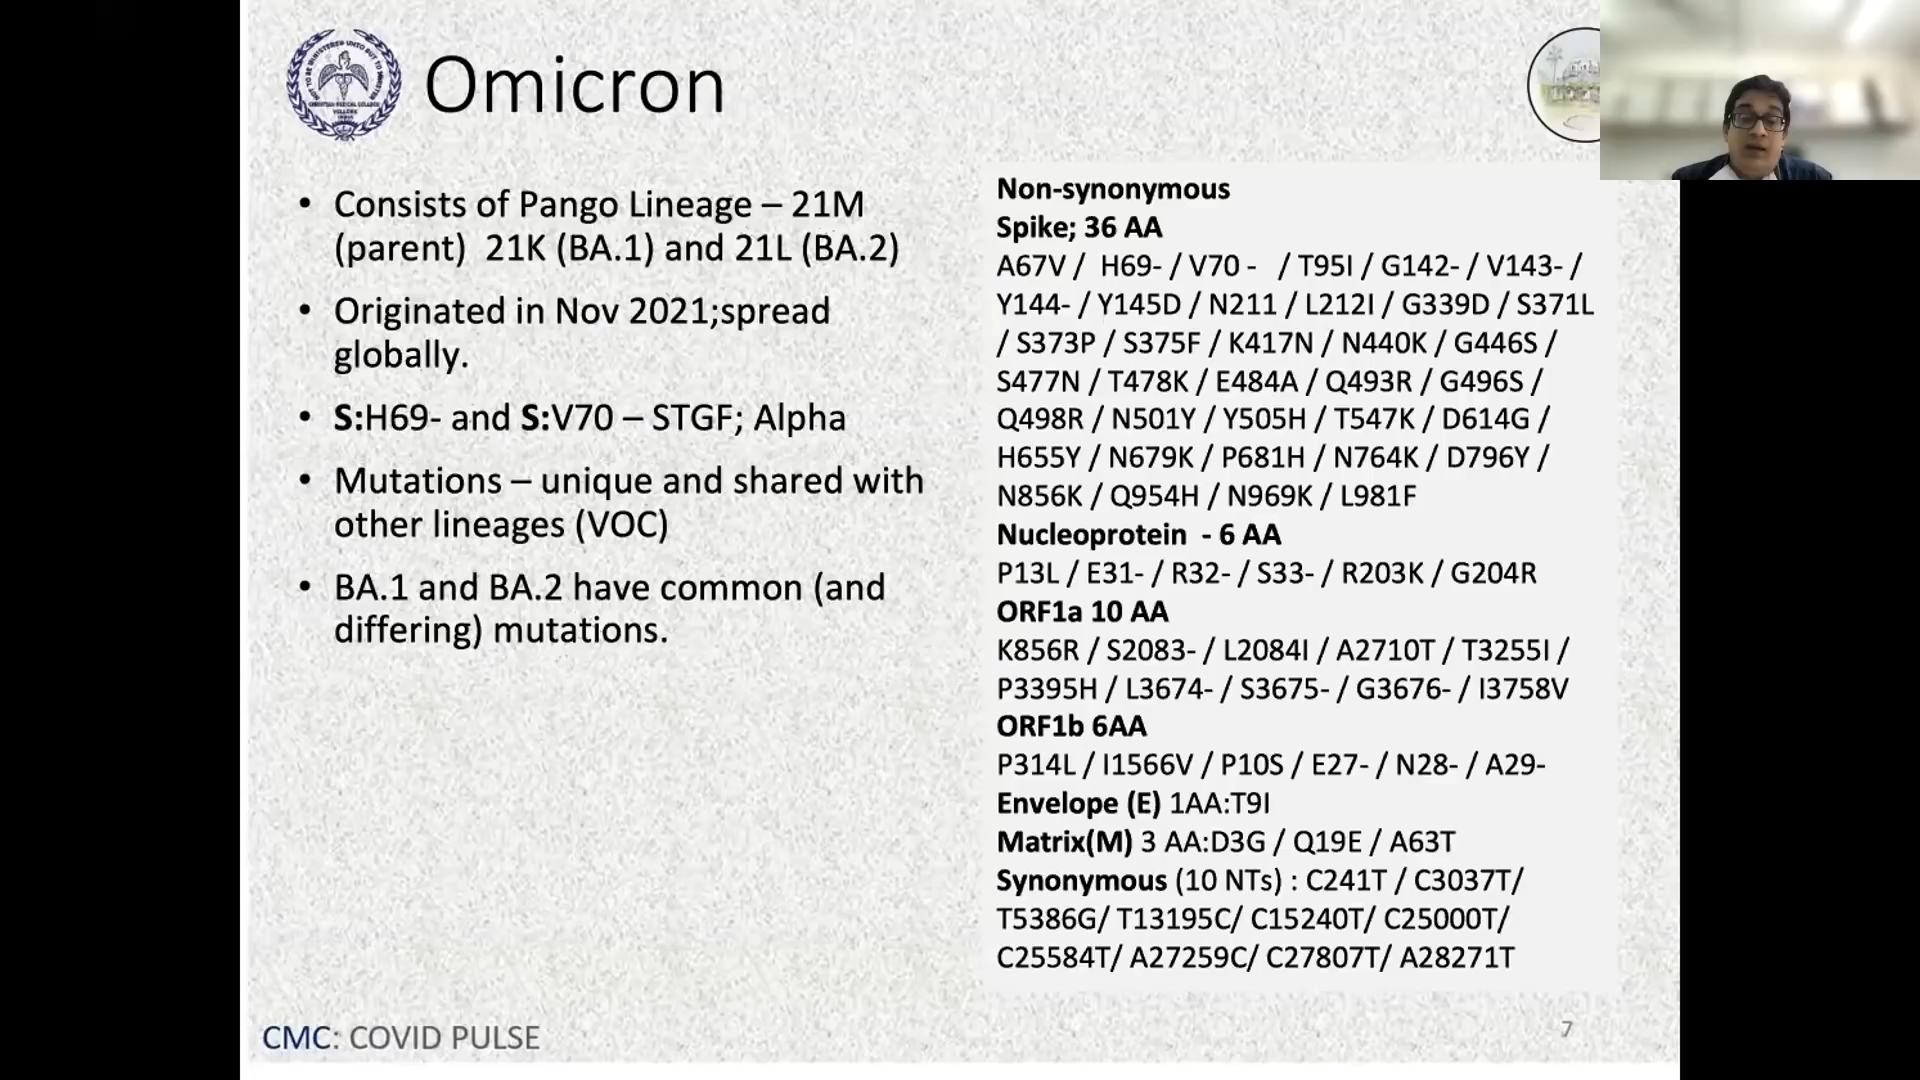 Omicron
• Consists of Pango Lineage – 21M
(parent)  21K (BA.1) and 21L (BA.2)
• Originated in Nov 2021;spread
globally.
• S:H69- and S:V70 – STGF; Alpha
• Mutations – unique and shared with
other lineages (VOC)
• BA.1 and BA.2 have common (and
differing) mutations.
Non-synonymous
Spike; 36 AA
A67V /  H69- / V70 -   / T95I / G142- / V143- /
Y144- / Y145D / N211 / L212I / G339D / S371L
/ S373P / S375F / K417N / N440K / G446S /
S477N / T478K / E484A / Q493R / G496S /
Q498R / N501Y / Y505H / T547K / D614G /
H655Y / N679K / P681H / N764K / D796Y /
N856K / Q954H / N969K / L981F
Nucleoprotein  - 6 AA
P13L / E31- / R32- / S33- / R203K / G204R
ORF1a 10 AA
K856R / S2083- / L2084I / A2710T / T3255I /
P3395H / L3674- / S3675- / G3676- / I3758V
ORF1b 6AA
P314L / I1566V / P10S / E27- / N28- / A29-
Envelope (E) 1AA:T9I
Matrix(M) 3 AA:D3G / Q19E / A63T
Synonymous (10 NTs) : C241T / C3037T/
T5386G/ T13195C/ C15240T/ C25000T/
C25584T/ A27259C/ C27807T/ A28271T
CMC: COVID PULSE
7